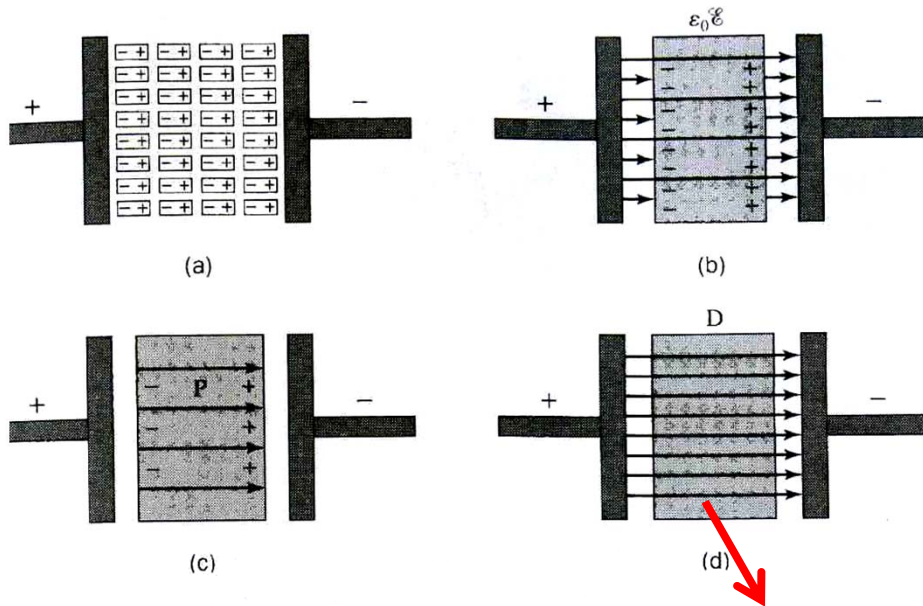 - + - + - + - +
- + - + - + - +
- + - + - + - +
- + - + - + - +
- + - + - + - +
- + - + - + - +
- + - + - + - +
- + - + - + - +
+ −
(a)
ε₀ℰ
+ −
− − − − − − −
+ + + + + + + +
(b)
P
+ −
− +
− +
− +
(c)
D
+ −
(d)